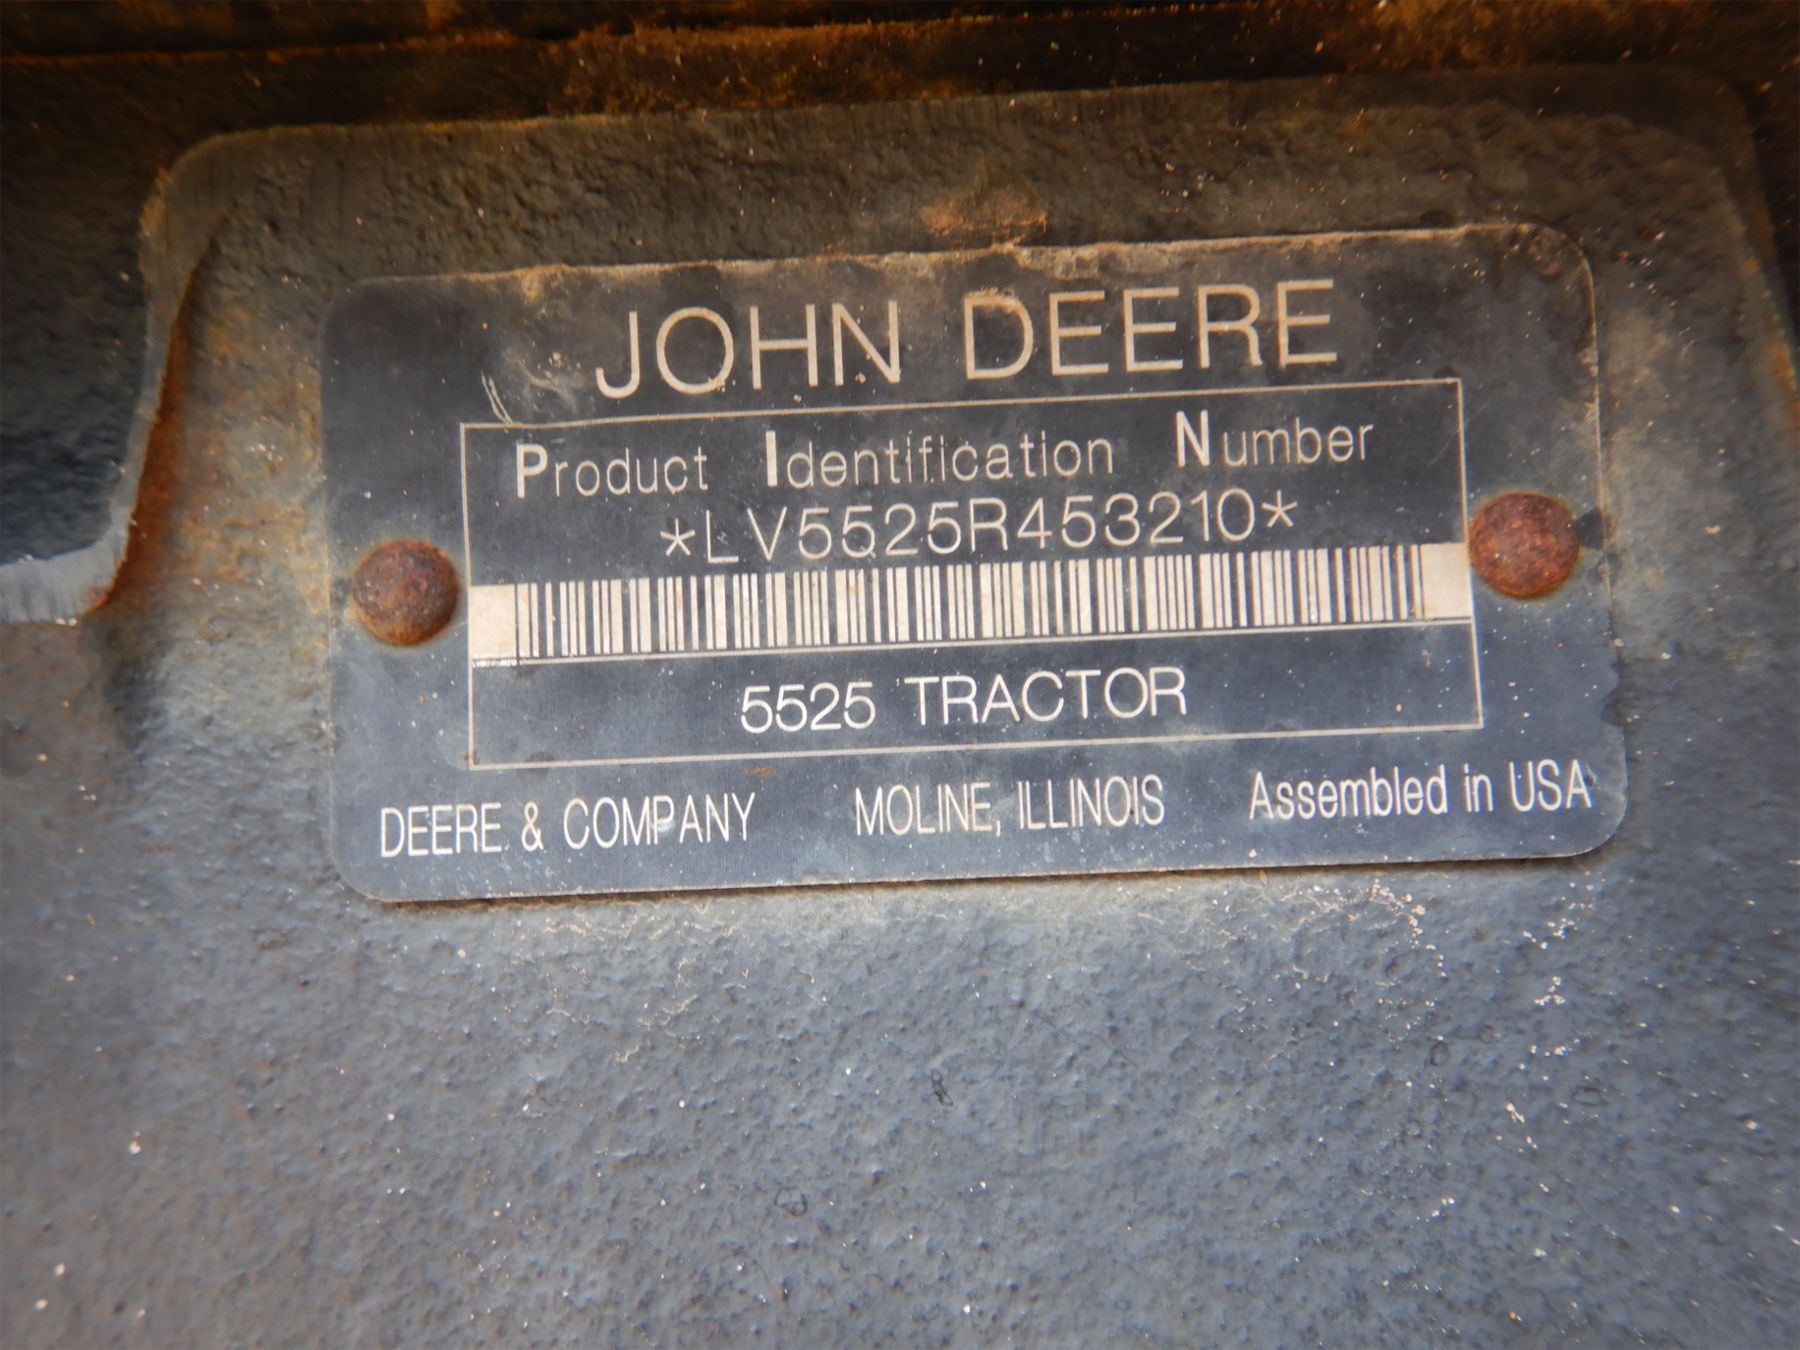 JOHN DEERE
Product Identification Number
*LV5525R453210*
5525 TRACTOR
DEERE & COMPANY MOLINE, ILLINOIS Assembled in USA